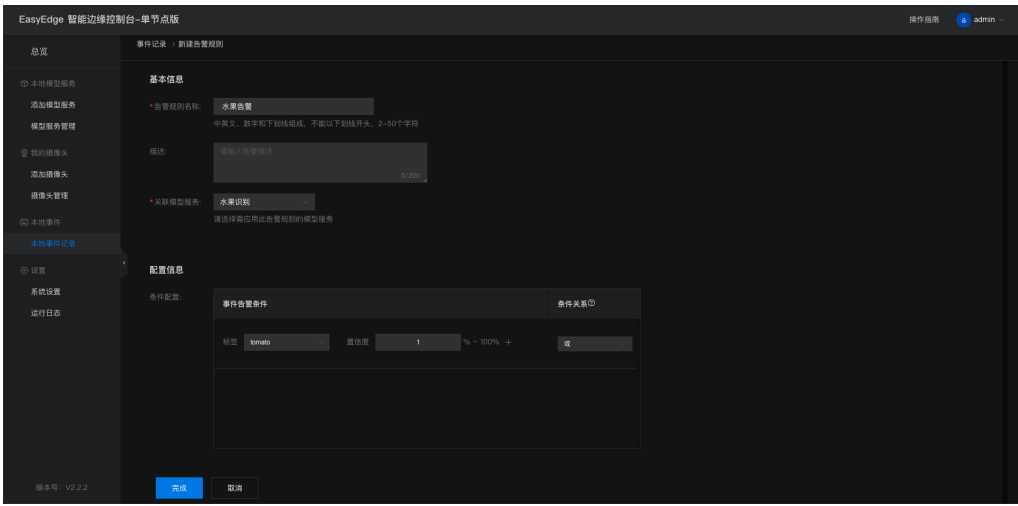 EasyEdge 智能边缘控制台-单节点版
操作指南
a admin
总览
事件记录 > 新建告警规则
本地模型服务
添加模型服务
模型服务管理
我的摄像头
添加摄像头
摄像头管理
本地事件
本地事件记录
设置
系统设置
运行日志
版本号: V2.2.2
基本信息
*告警规则名称: 水果告警
中英文、数字和下划线组成，不能以下划线开头，2-50个字符
描述: 请输入告警描述
0/200
*关联模型服务: 水果识别
请选择需应用此告警规则的模型服务
配置信息
条件配置:
事件告警条件 条件关系?
标签 tomato 置信度 1 % ~ 100% + 或
完成 取消